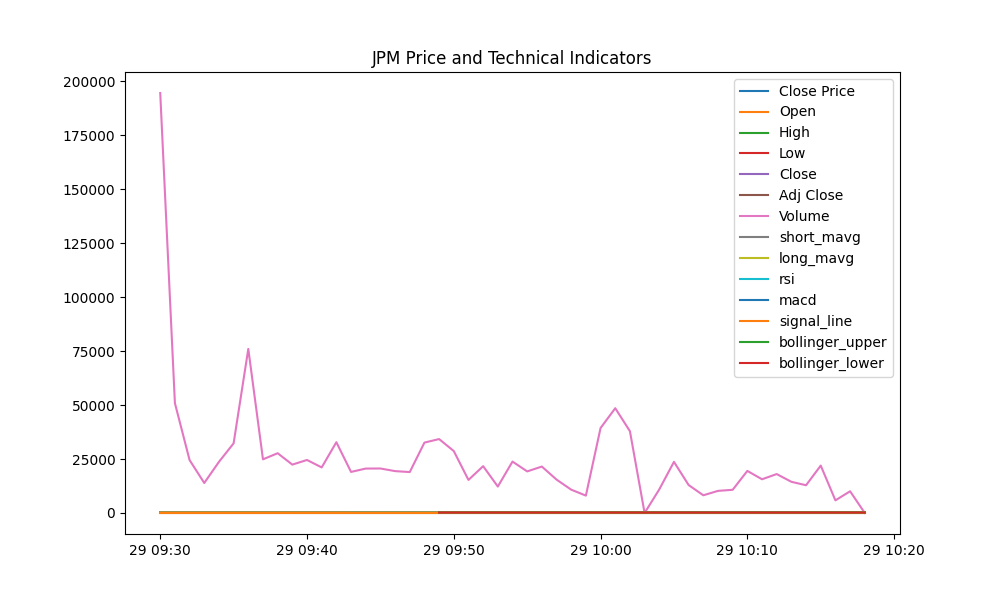 JPM Price and Technical Indicators
200000
175000
150000
125000
100000
75000
50000
25000
0
Close Price
Open
High
Low
Close
Adj Close
Volume
short_mavg
long_mavg
rsi
macd
signal_line
bollinger_upper
bollinger_lower
29 09:30 29 09:40 29 09:50 29 10:00 29 10:10 29 10:20